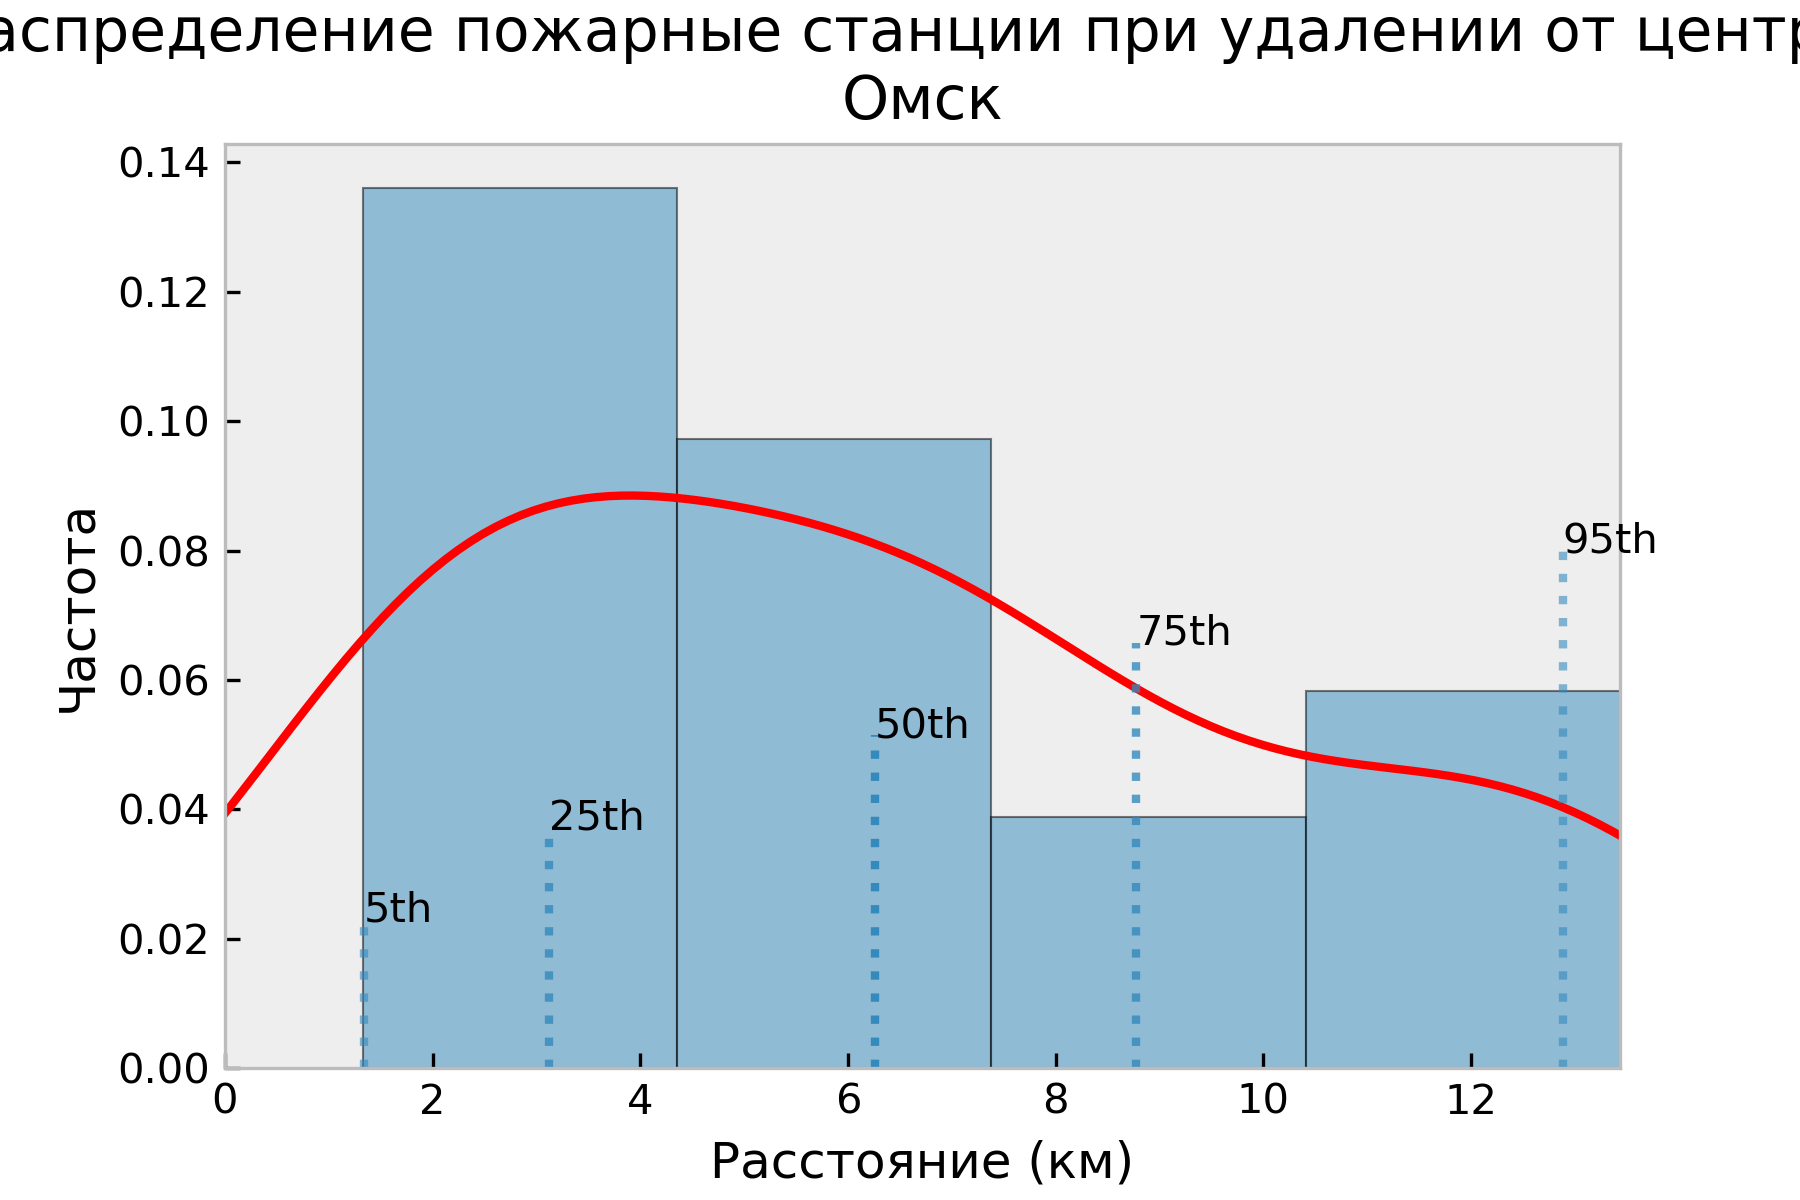 аспределение пожарные станции при удалении от центр
Омск
0.14
0.12
0.10
0.08
0.06
0.04
0.02
0.00
Частота
5th
25th
50th
75th
95th
0 2 4 6 8 10 12
Расстояние (км)